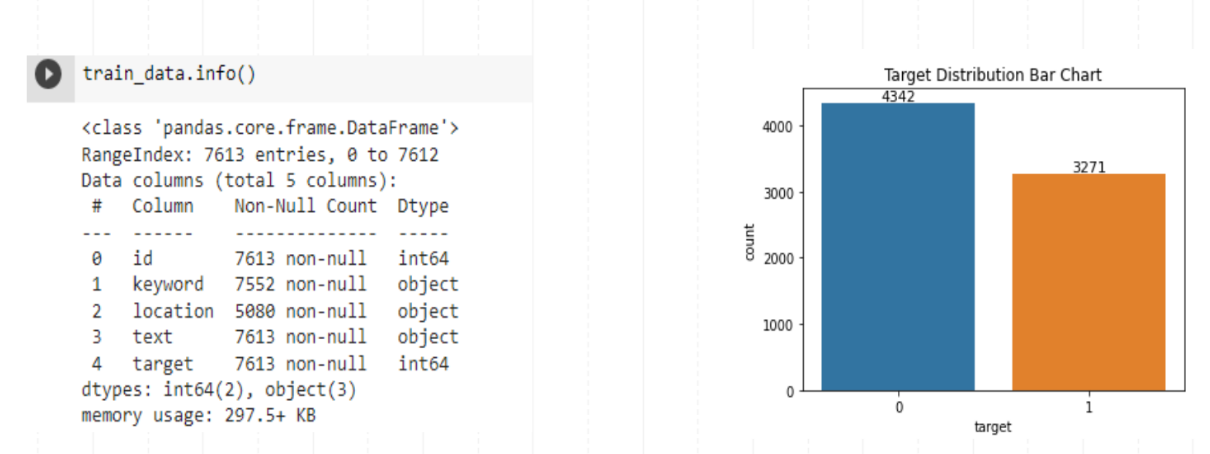 train_data.info()
<class 'pandas.core.frame.DataFrame'>
RangeIndex: 7613 entries, 0 to 7612
Data columns (total 5 columns):
#   Column    Non-Null Count  Dtype
---  ------    --------------  -----
0   id        7613 non-null   int64
1   keyword   7552 non-null   object
2   location  5080 non-null   object
3   text      7613 non-null   object
4   target    7613 non-null   int64
dtypes: int64(2), object(3)
memory usage: 297.5+ KB
Target Distribution Bar Chart
4342
3271
4000
3000
2000
1000
0
count
0
1
target